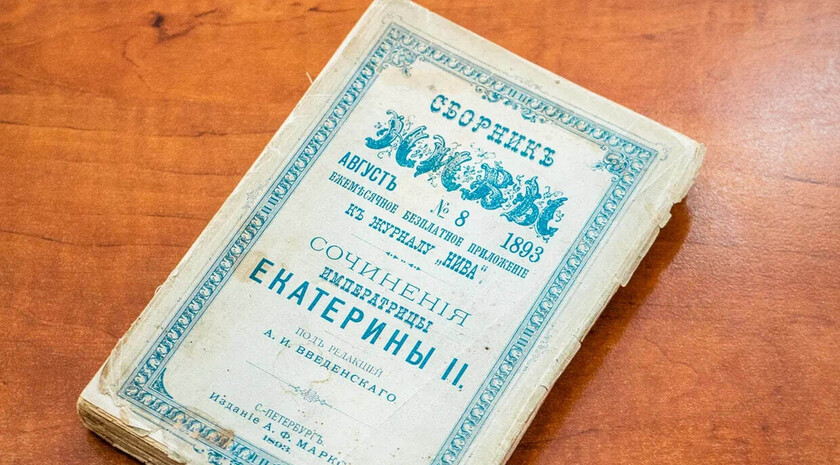 СБОРНИКЪ
НИВЫ
АВГУСТЪ № 8 1893
ЕЖЕМѢСЯЧНОЕ БЕЗПЛАТНОЕ ПРИЛОЖЕНІЕ
КЪ ЖУРНАЛУ „НИВА“
СОЧИНЕНІЯ
ИМПЕРАТРИЦЫ
ЕКАТЕРИНЫ II.
ПОДЪ РЕДАКЦІЕЙ
А. И. ВВЕДЕНСКАГО.
С.-ПЕТЕРБУРГЪ.
Изданіе А. Ф. МАРКС
1893.